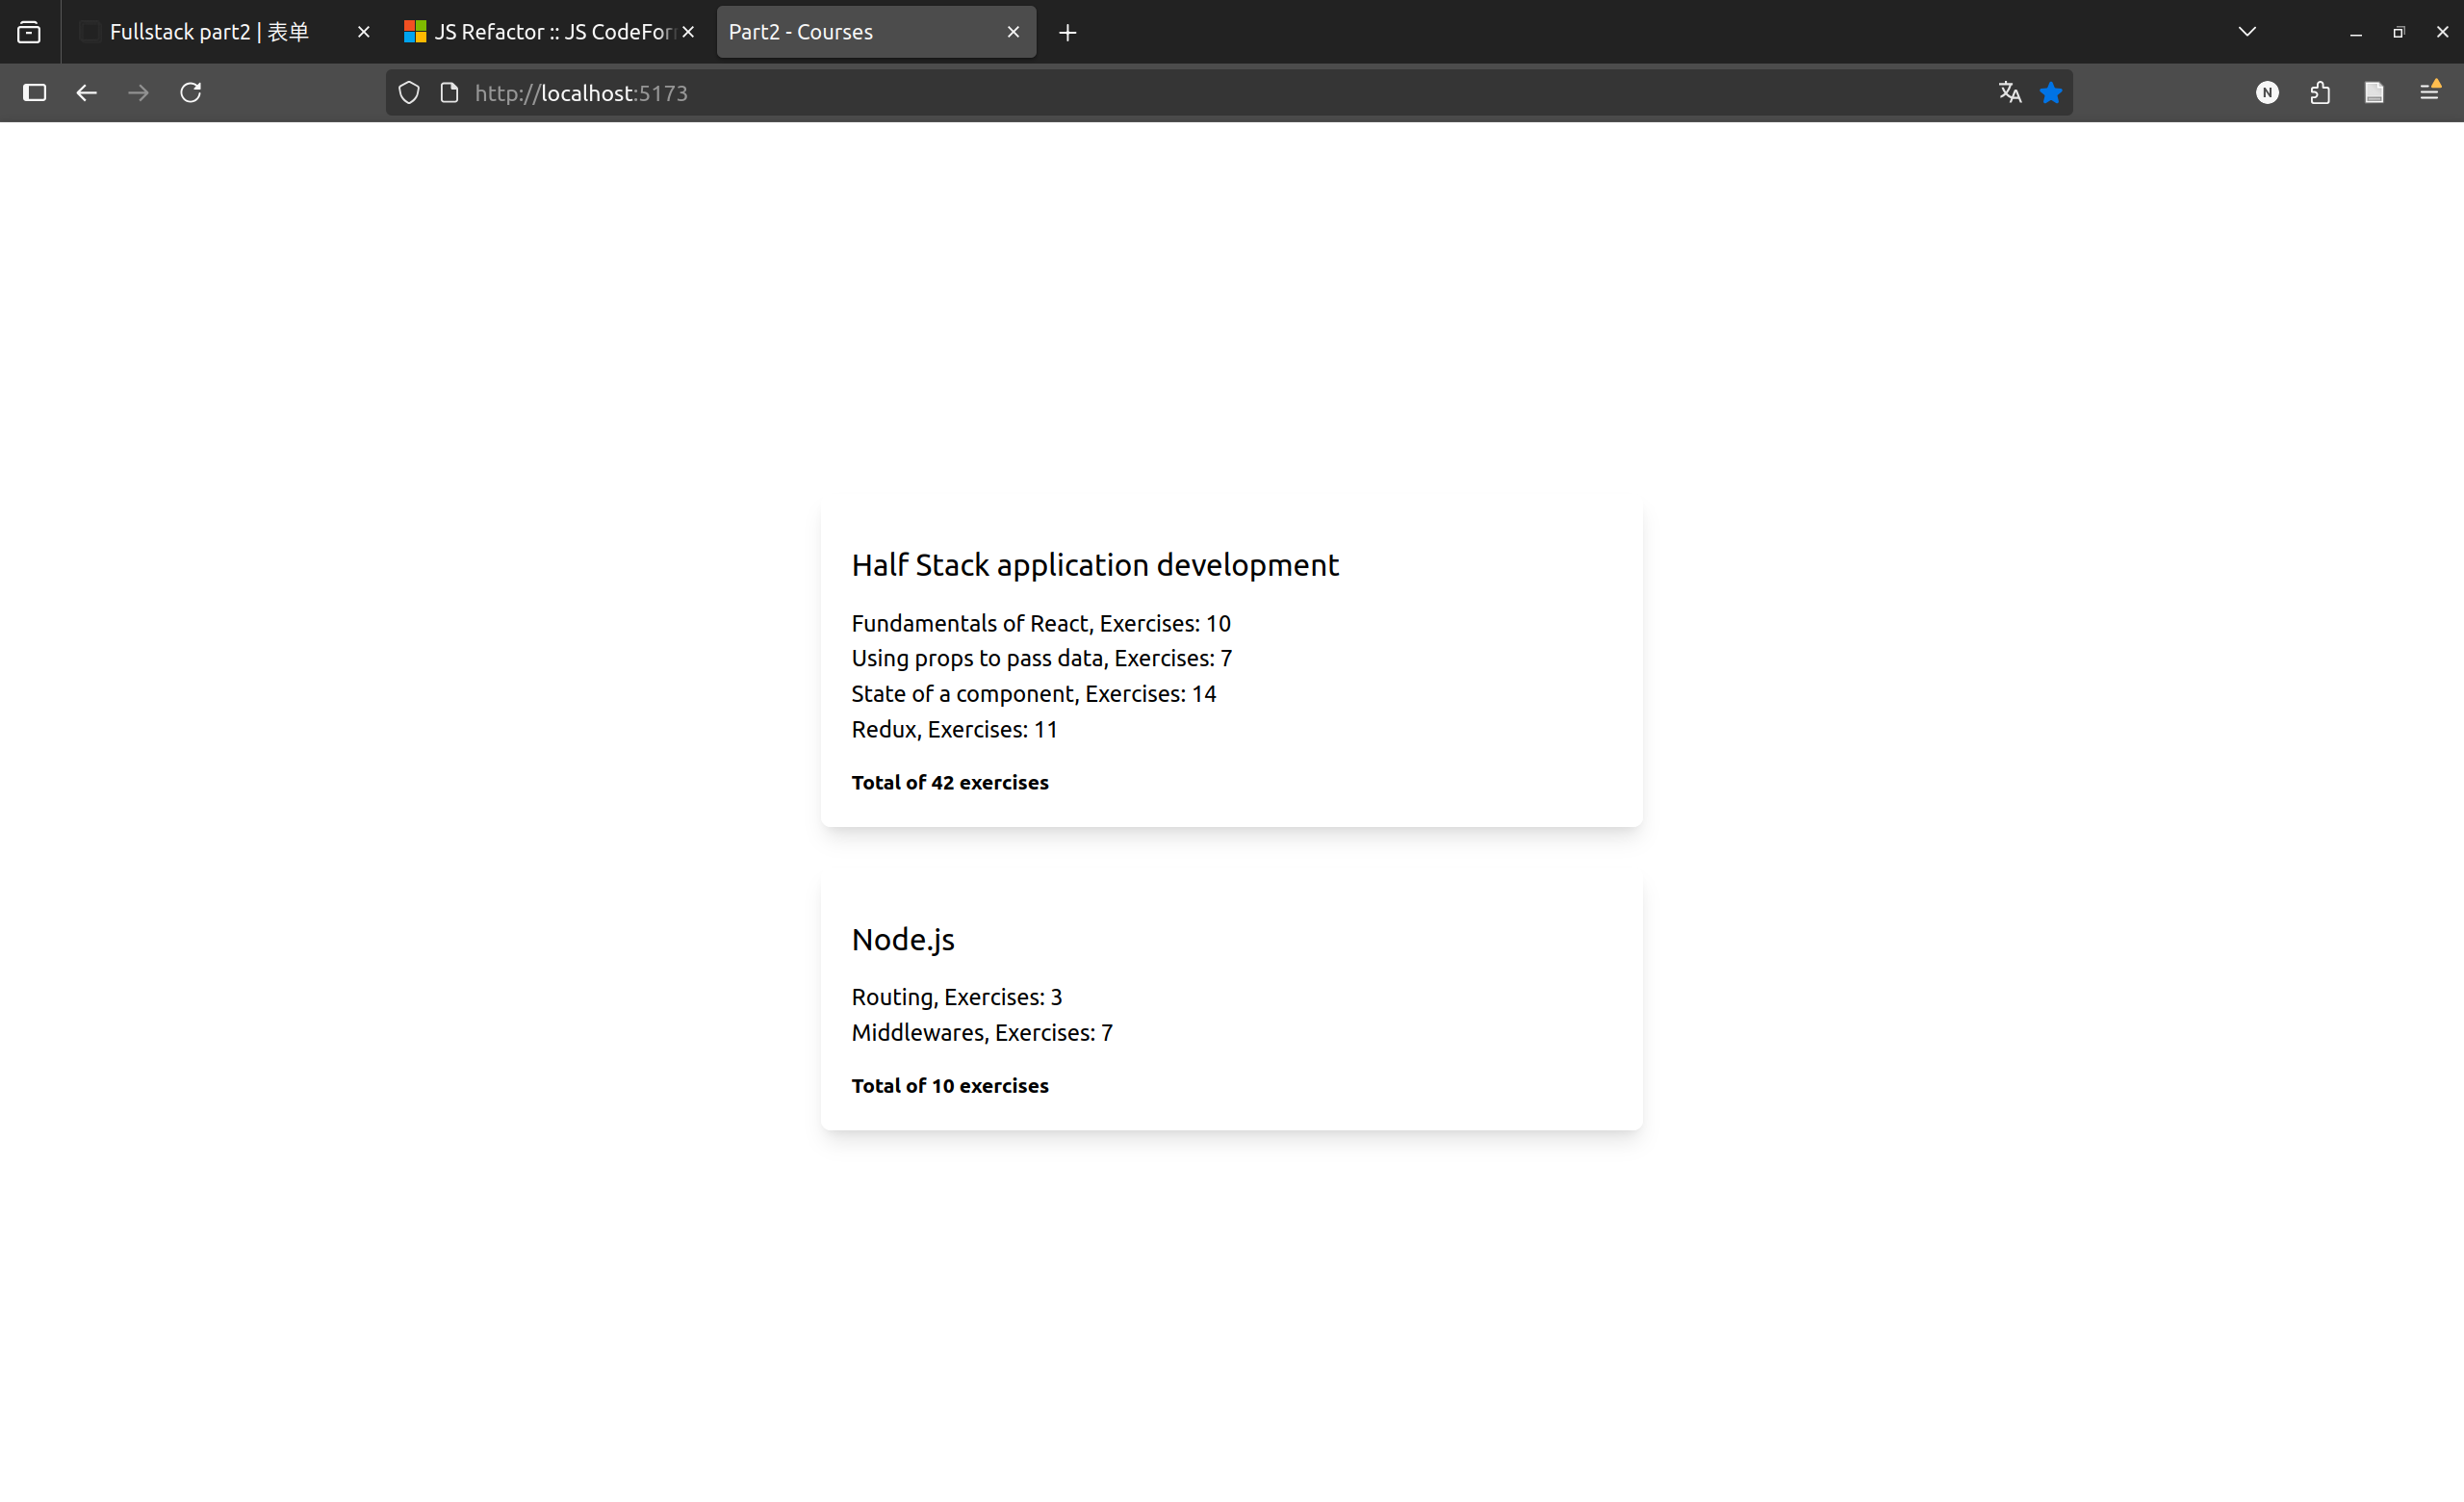 Fullstack part2 | 表单
JS Refactor :: JS CodeFor
Part2 - Courses
http://localhost:5173
N
Half Stack application development
Fundamentals of React, Exercises: 10
Using props to pass data, Exercises: 7
State of a component, Exercises: 14
Redux, Exercises: 11
Total of 42 exercises
Node.js
Routing, Exercises: 3
Middlewares, Exercises: 7
Total of 10 exercises